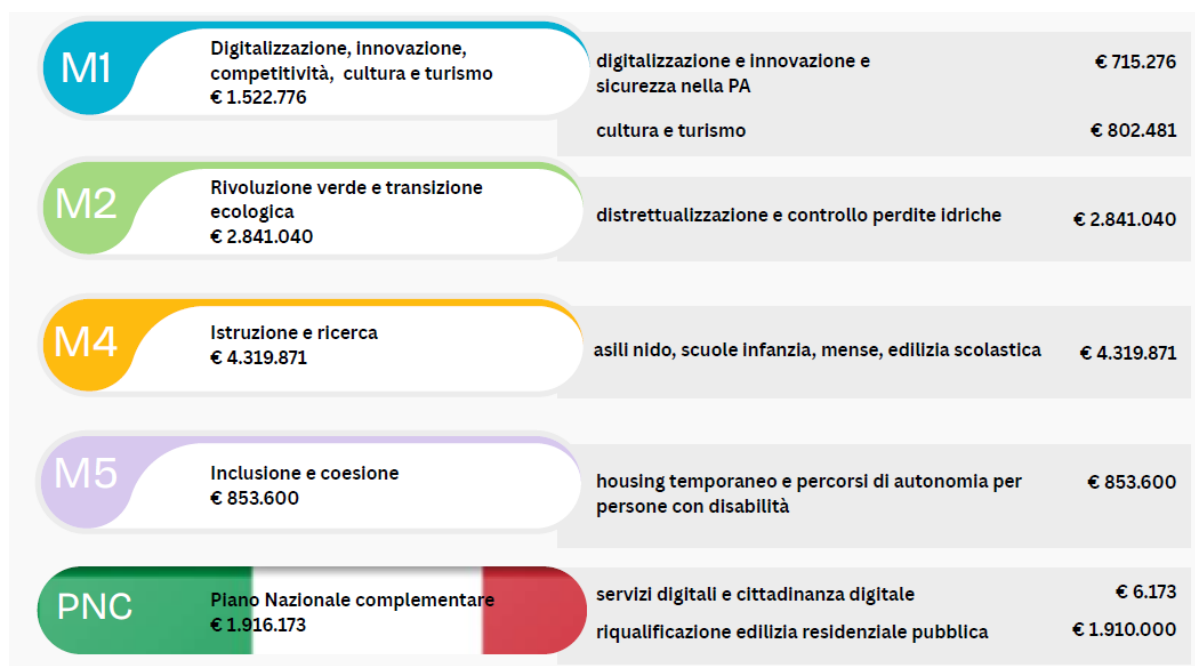 M1
Digitalizzazione, innovazione,
competitività, cultura e turismo
€ 1.522.776
digitalizzazione e innovazione e
sicurezza nella PA
€ 715.276
cultura e turismo
€ 802.481
M2
Rivoluzione verde e transizione
ecologica
€ 2.841.040
distrettualizzazione e controllo perdite idriche
€ 2.841.040
M4
Istruzione e ricerca
€ 4.319.871
asili nido, scuole infanzia, mense, edilizia scolastica
€ 4.319.871
M5
Inclusione e coesione
€ 853.600
housing temporaneo e percorsi di autonomia per
persone con disabilità
€ 853.600
PNC
Piano Nazionale complementare
€ 1.916.173
servizi digitali e cittadinanza digitale
€ 6.173
riqualificazione edilizia residenziale pubblica
€ 1.910.000